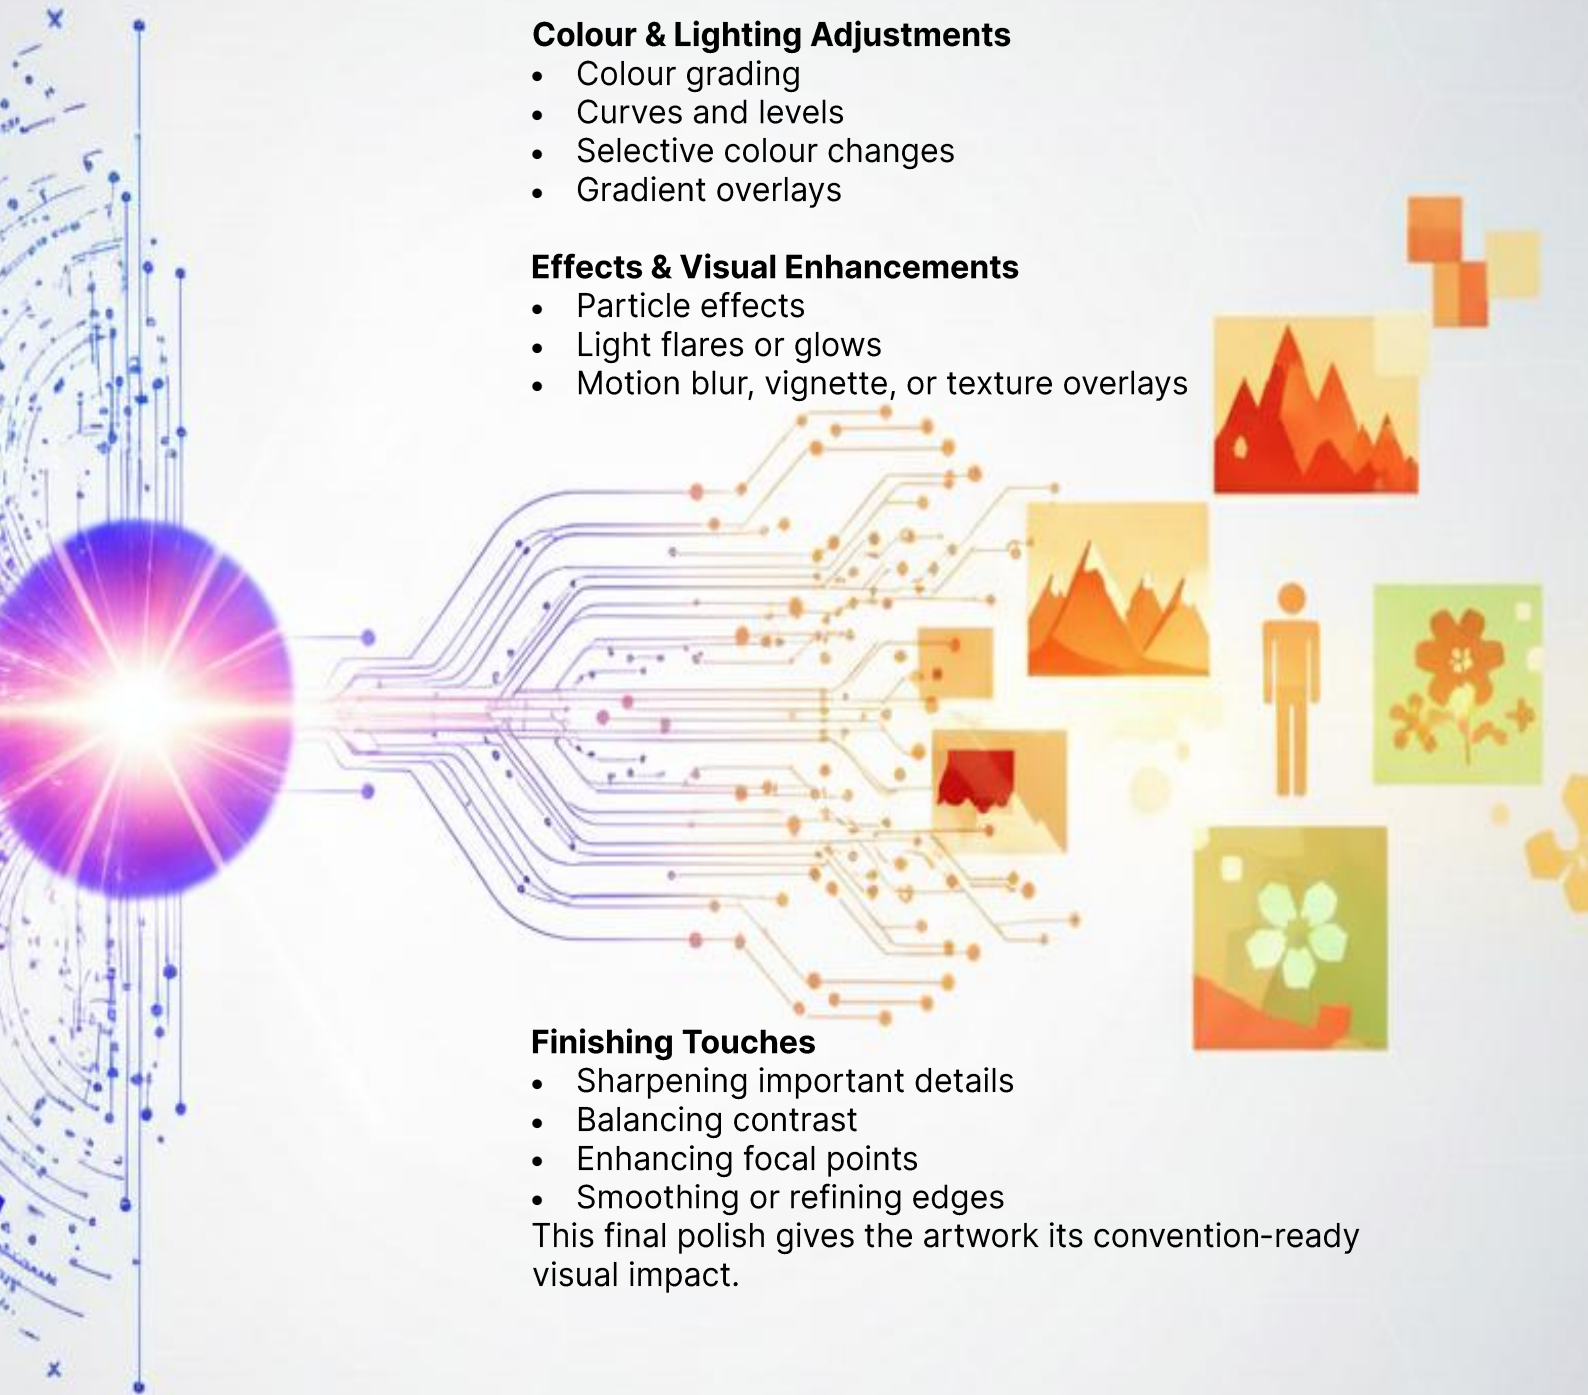 Colour & Lighting Adjustments
• Colour grading
• Curves and levels
• Selective colour changes
• Gradient overlays
Effects & Visual Enhancements
• Particle effects
• Light flares or glows
• Motion blur, vignette, or texture overlays
Finishing Touches
• Sharpening important details
• Balancing contrast
• Enhancing focal points
• Smoothing or refining edges
This final polish gives the artwork its convention-ready
visual impact.